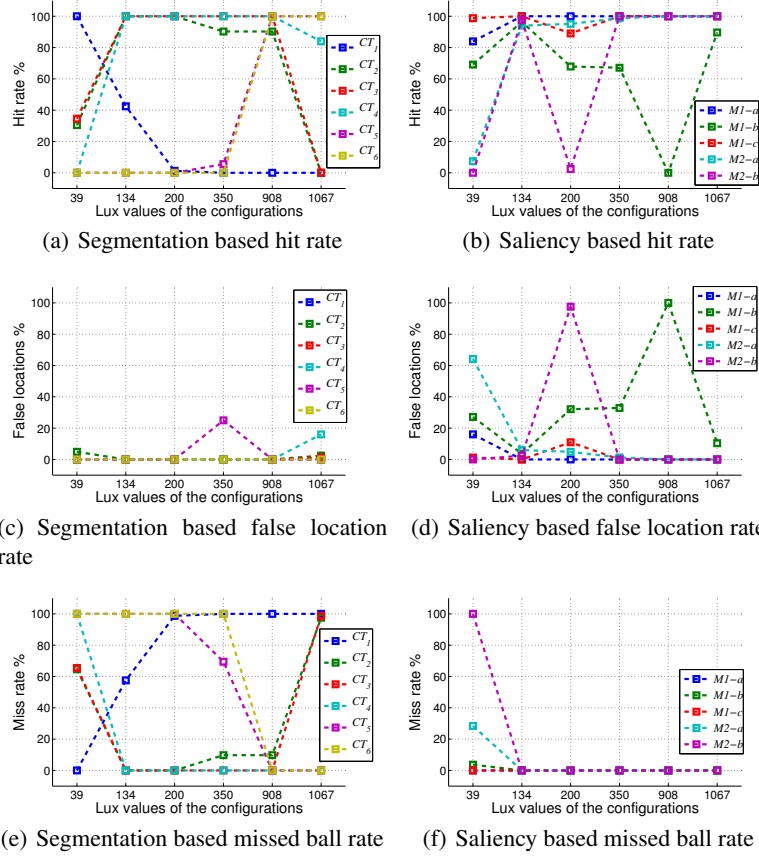 100
80
60
40
20
0
Hit rate %
39 134 200 350 908 1067
Lux values of the configurations
CT1
CT2
CT3
CT4
CT5
CT6
(a) Segmentation based hit rate
100
80
60
40
20
0
Hit rate %
39 134 200 350 908 1067
Lux values of the configurations
M1-a
M1-b
M1-c
M2-a
M2-b
(b) Saliency based hit rate
100
80
60
40
20
0
False locations %
39 134 200 350 908 1067
Lux values of the configurations
CT1
CT2
CT3
CT4
CT5
CT6
(c) Segmentation based false location
rate
100
80
60
40
20
0
False locations %
39 134 200 350 908 1067
Lux values of the configurations
M1-a
M1-b
M1-c
M2-a
M2-b
(d) Saliency based false location rate
100
80
60
40
20
0
Miss rate %
39 134 200 350 908 1067
Lux values of the configurations
CT1
CT2
CT3
CT4
CT5
CT6
(e) Segmentation based missed ball rate
100
80
60
40
20
0
Miss rate %
39 134 200 350 908 1067
Lux values of the configurations
M1-a
M1-b
M1-c
M2-a
M2-b
(f) Saliency based missed ball rate